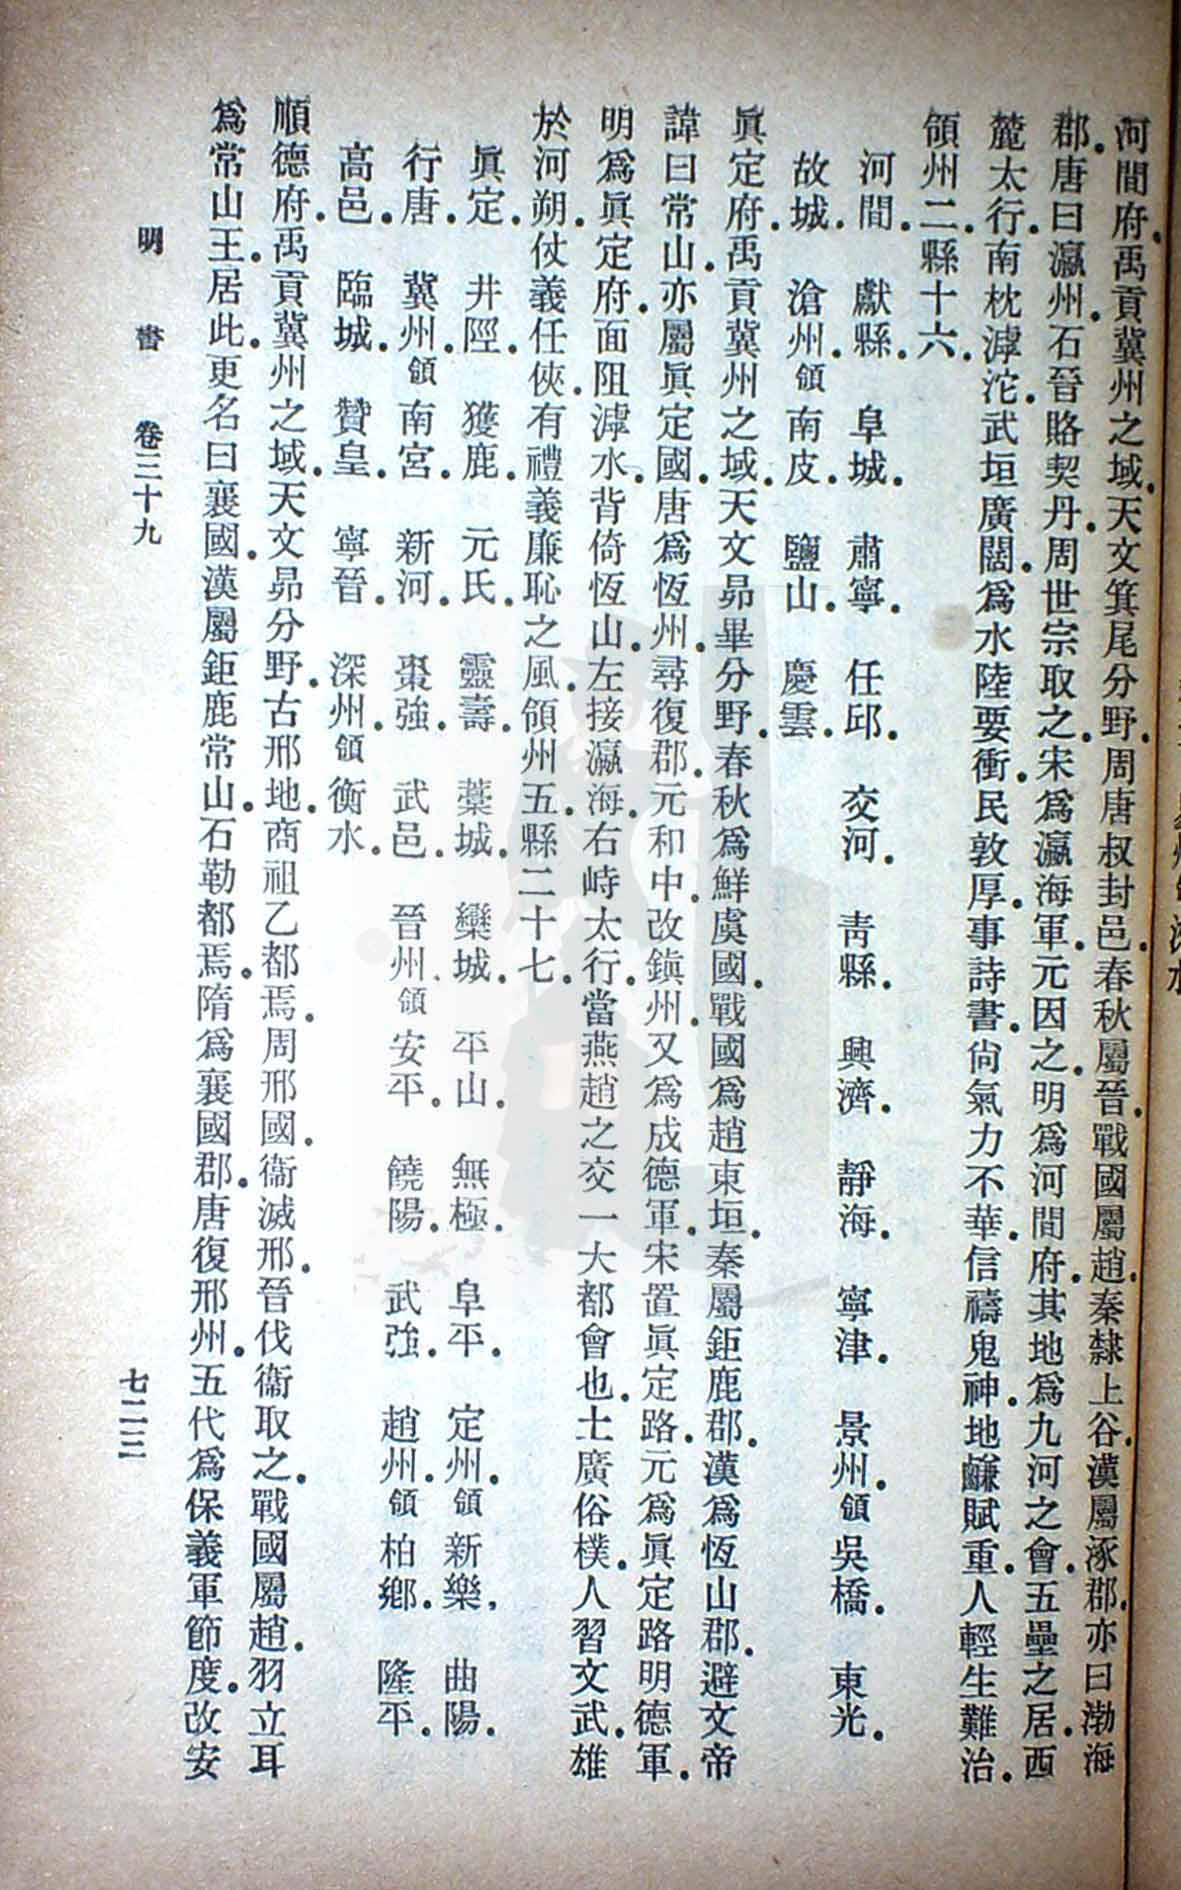 河間府.禹貢冀州之域.天文箕尾分野.周唐叔封邑.春秋屬晉.戰國屬趙.秦隸上谷.漢屬涿郡.亦曰渤海
郡.唐曰瀛州.石晉賂契丹.周世宗取之.宋為瀛海軍.元因之.明為河間府.其地為九河之會.五壘之居.西
麓太行.南枕滹沱.武垣廣闊.為水陸要衝.民敦厚.事詩書.尙氣力.不華.信禱鬼神.地鹻賦重.人輕生難治.
領州二.縣十六.
河間. 獻縣. 阜城. 肅寧. 任邱. 交河. 靑縣. 興濟. 靜海. 寧津. 景州.領吳橋. 東光.
故城. 滄州.領南皮. 鹽山. 慶雲.
眞定府.禹貢冀州之域.天文昴畢分野.春秋為鮮虞國.戰國為趙東垣.秦屬鉅鹿郡.漢為恆山郡.避文帝
諱曰常山.亦屬眞定國.唐為恆州.尋復郡.元和中.改鎭州.又為成德軍.宋置眞定路.元為眞定路.明德軍.
明為眞定府.面阻滹水.背倚恆山.左接瀛海.右峙太行.當燕趙之交.一大都會也.土廣俗樸.人習文武.雄
於河朔.仗義任俠.有禮義廉恥之風.領州五.縣二十七.
眞定. 井陘. 獲鹿. 元氏. 靈壽. 藁城. 欒城. 平山. 無極. 阜平. 定州.領新樂. 曲陽.
行唐. 冀州.領南宮. 新河. 棗強. 武邑. 晉州.領安平. 饒陽. 武強. 趙州.領柏鄕. 隆平.
高邑. 臨城. 贊皇. 寧晉. 深州.領衡水.
順德府.禹貢冀州之域.天文昴分野.古邢地.商祖乙都焉.周邢國.衞滅邢.晉伐衞取之.戰國屬趙.羽立耳
為常山王.居此.更名曰襄國.漢屬鉅鹿常山.石勒都焉.隋為襄國郡.唐復邢州.五代為保義軍節度.改安
明書 卷三十九 七二三